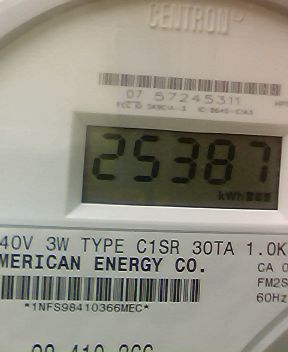 CENTRON
07 57245311
25387
kWh
40V 3W TYPE C1SR 30TA 1.0K
MERICAN ENERGY CO.
CA 0
FM2S
60Hz
*1NFS98410366MEC*